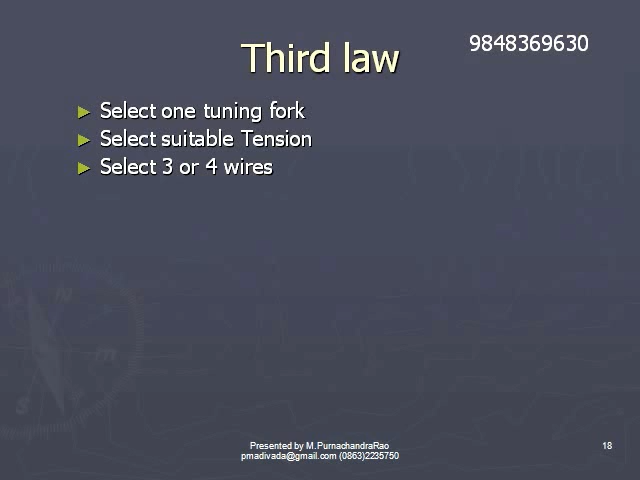 9848369630
Third law
► Select one tuning fork
► Select suitable Tension
► Select 3 or 4 wires
Presented by M.PurnachandraRao
pmadivada@gmail.com (0863)2235750
18